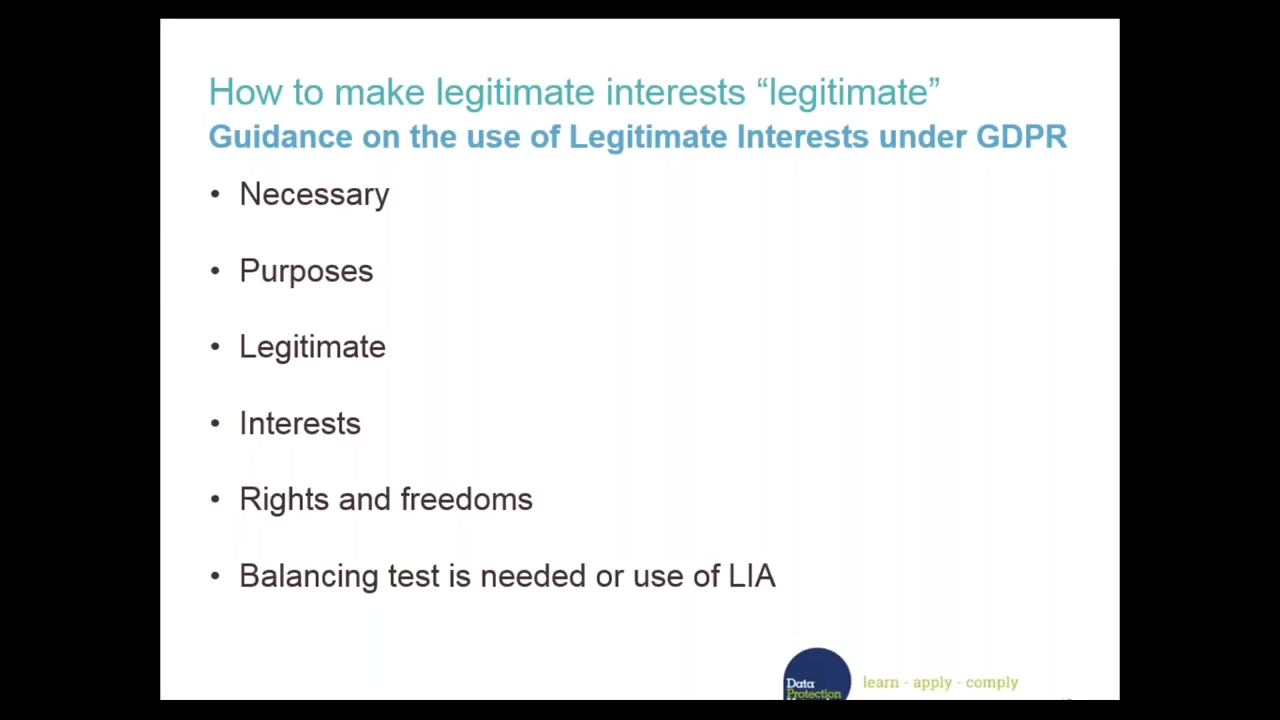 How to make legitimate interests “legitimate”
Guidance on the use of Legitimate Interests under GDPR
• Necessary
• Purposes
• Legitimate
• Interests
• Rights and freedoms
• Balancing test is needed or use of LIA
Data
Protection
learn - apply - comply